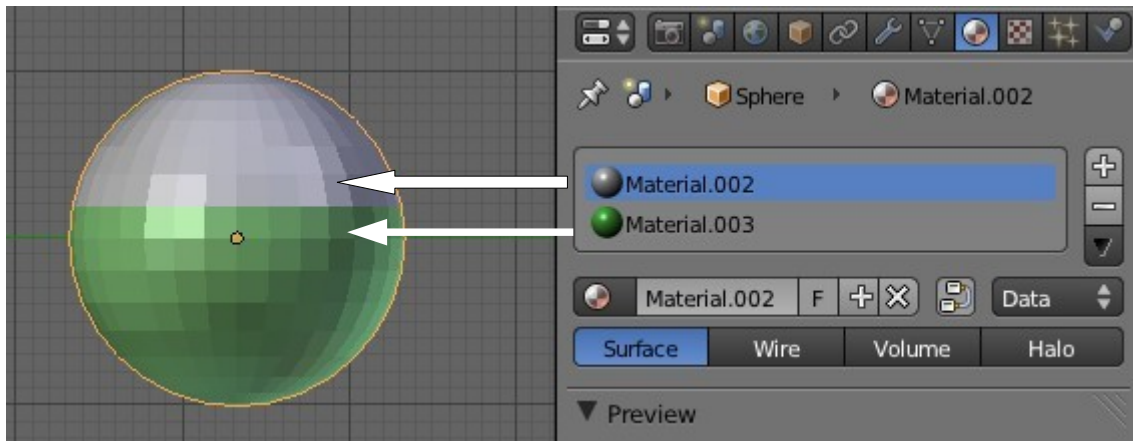 Sphere Material.002
Material.002
Material.003
Material.002 F Data
Surface Wire Volume Halo
Preview